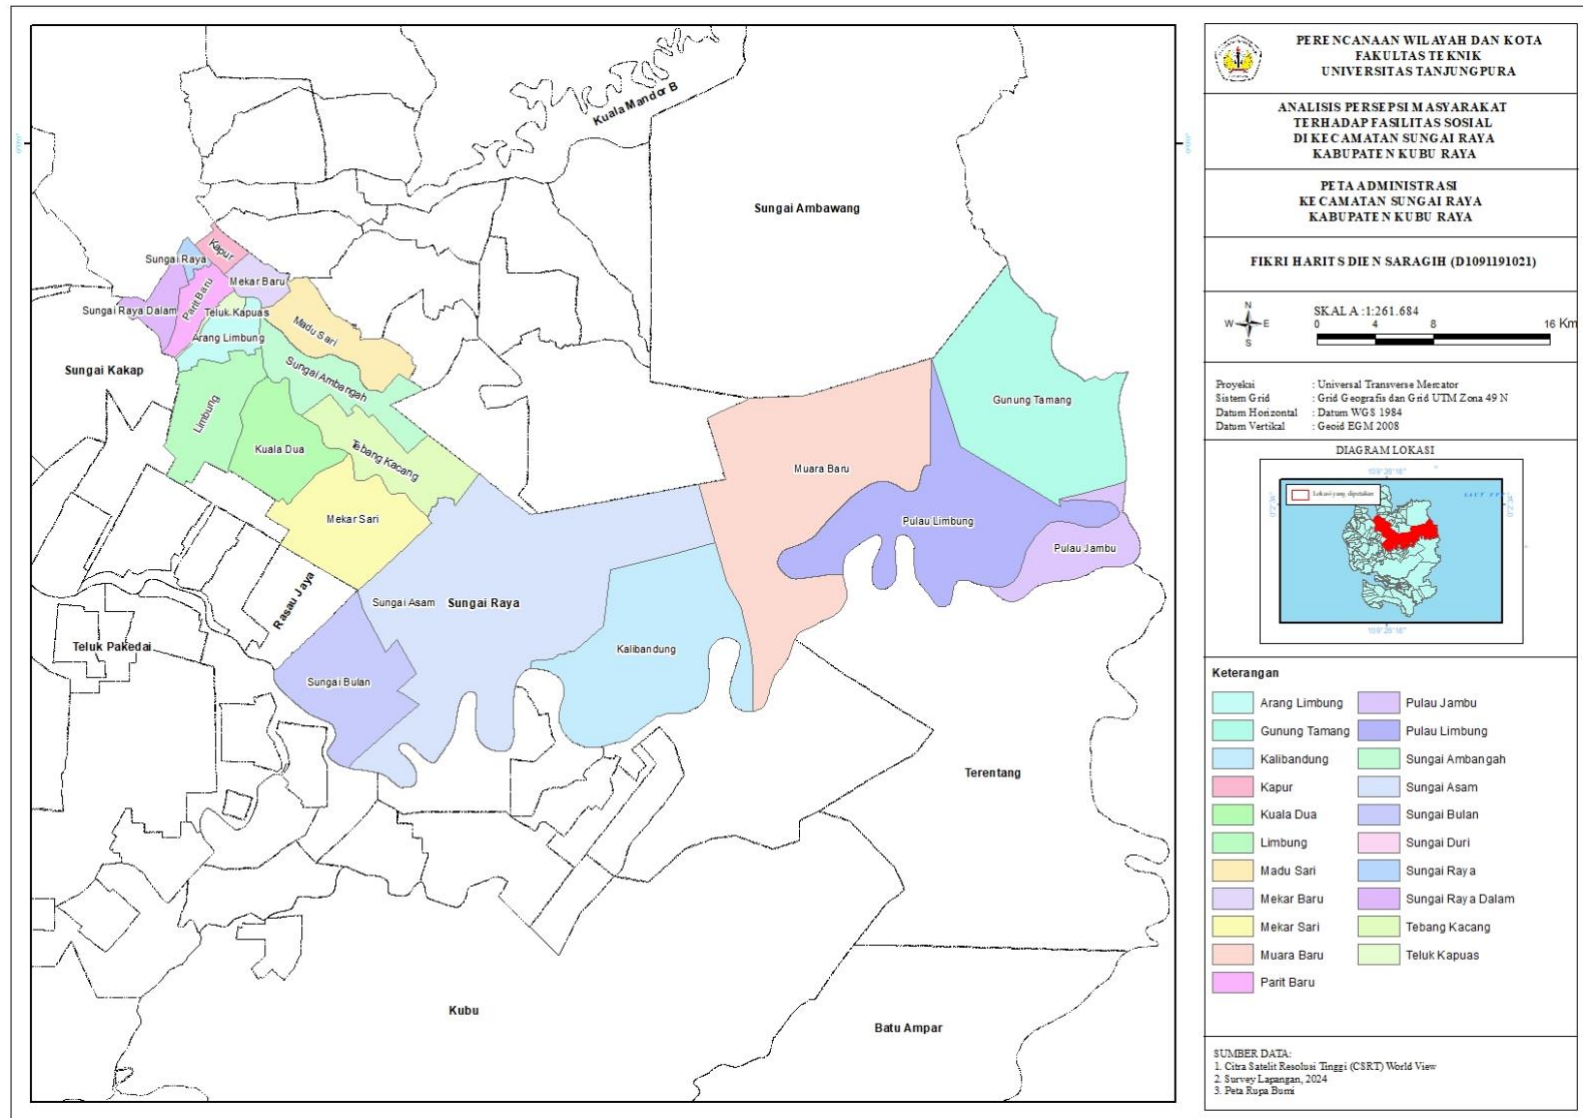 Kuala Mandor B
Sungai Ambawang
Kapur
Sungai Raya
Mekar Baru
Parit Baru
Sungai Raya Dalam
Teluk Kapuas
Madu Sari
Arang Limbung
Sungai Kakap
Sungai Ambangah
Gunung Tamang
Limbung
Kuala Dua
Tebang Kacang
Muara Baru
Mekar Sari
Pulau Limbung
Pulau Jambu
Rasau Jaya
Sungai Asam
Sungai Raya
Teluk Pakedai
Kalibandung
Sungai Bulan
Terentang
Kubu
Batu Ampar
PERENCANAAN WILAYAH DAN KOTA
FAKULTAS TEKNIK
UNIVERSITAS TANJUNGPURA
ANALISIS PERSEPSI MASYARAKAT
TERHADAP FASILITAS SOSIAL
DI KECAMATAN SUNGAI RAYA
KABUPATEN KUBU RAYA
PETA ADMINISTRASI
KECAMATAN SUNGAI RAYA
KABUPATEN KUBU RAYA
FIKRI HARITS DIEN SARAGIH (D1091191021)
N
W E
S
SKALA :1:261.684
0 4 8 16 Km
Proyeksi : Universal Transverse Mercator
Sistem Grid : Grid Geografis dan Grid UTM Zona 49 N
Datum Horizontal : Datum WGS 1984
Datum Vertikal : Geoid EGM 2008
DIAGRAM LOKASI
Lokasi yang dipetakan
Keterangan
Arang Limbung
Gunung Tamang
Kalibandung
Kapur
Kuala Dua
Limbung
Madu Sari
Mekar Baru
Mekar Sari
Muara Baru
Parit Baru
Pulau Jambu
Pulau Limbung
Sungai Ambangah
Sungai Asam
Sungai Bulan
Sungai Duri
Sungai Raya
Sungai Raya Dalam
Tebang Kacang
Teluk Kapuas
SUMBER DATA:
1. Citra Satelit Resolusi Tinggi (CSRT) World View
2. Survey Lapangan, 2024
3. Peta Rupa Bumi